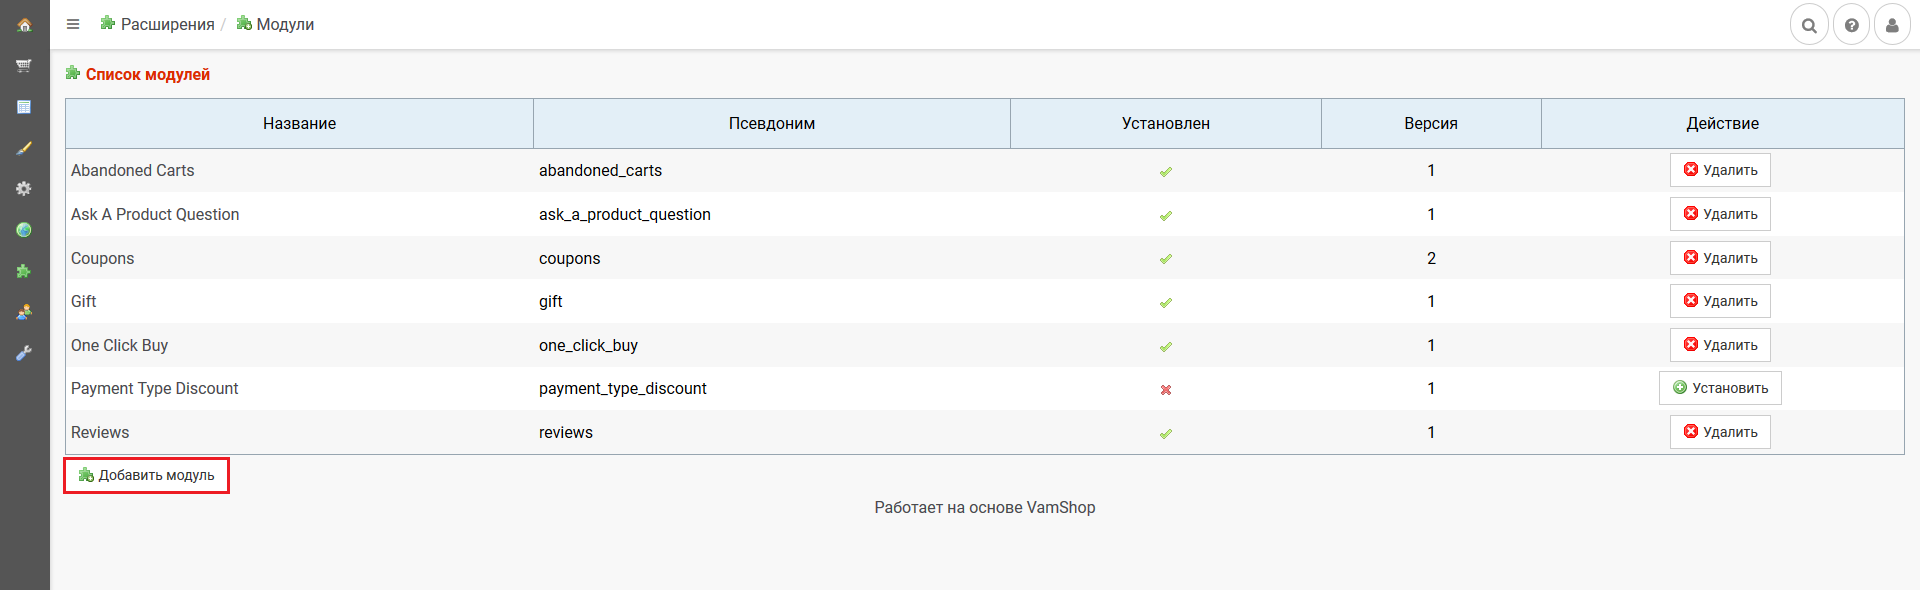 Расширения / Модули
Список модулей
Название Псевдоним Установлен Версия Действие
Abandoned Carts abandoned_carts 1 Удалить
Ask A Product Question ask_a_product_question 1 Удалить
Coupons coupons 2 Удалить
Gift gift 1 Удалить
One Click Buy one_click_buy 1 Удалить
Payment Type Discount payment_type_discount 1 Установить
Reviews reviews 1 Удалить
Добавить модуль
Работает на основе VamShop